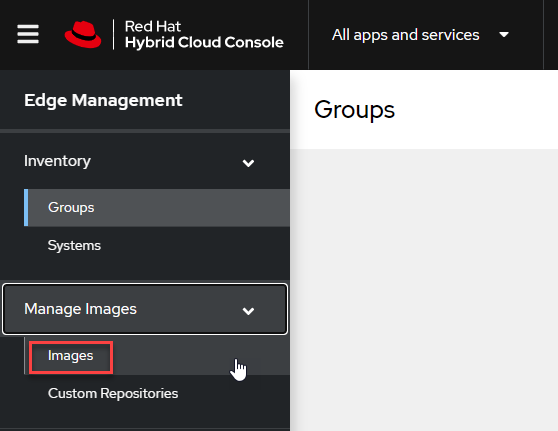 Red Hat
Hybrid Cloud Console
All apps and services
Edge Management
Groups
Inventory
Groups
Systems
Manage Images
Images
Custom Repositories